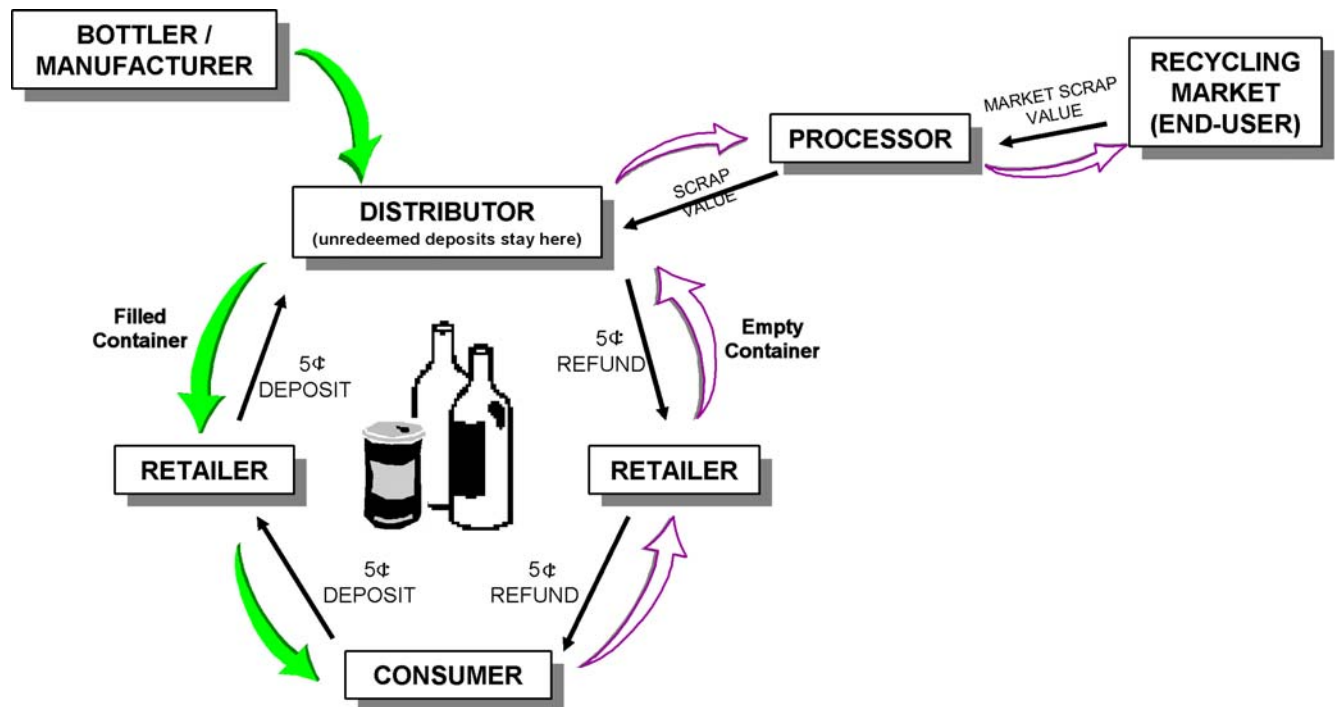 BOTTLER /
MANUFACTURER
RECYCLING
MARKET
(END-USER)
MARKET SCRAP
VALUE
PROCESSOR
SCRAP
VALUE
DISTRIBUTOR
(unredeemed deposits stay here)
Filled
Container
5¢
DEPOSIT
5¢
REFUND
Empty
Container
RETAILER
RETAILER
5¢
DEPOSIT
5¢
REFUND
CONSUMER